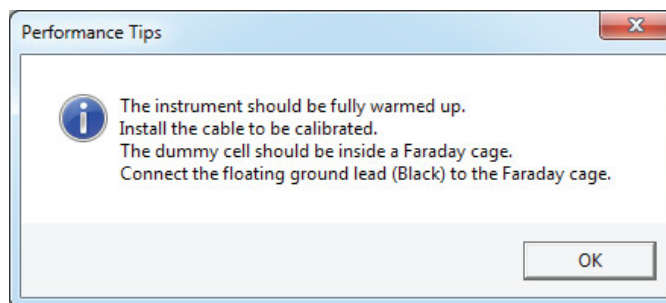 Performance Tips
The instrument should be fully warmed up.
Install the cable to be calibrated.
The dummy cell should be inside a Faraday cage.
Connect the floating ground lead (Black) to the Faraday cage.
OK